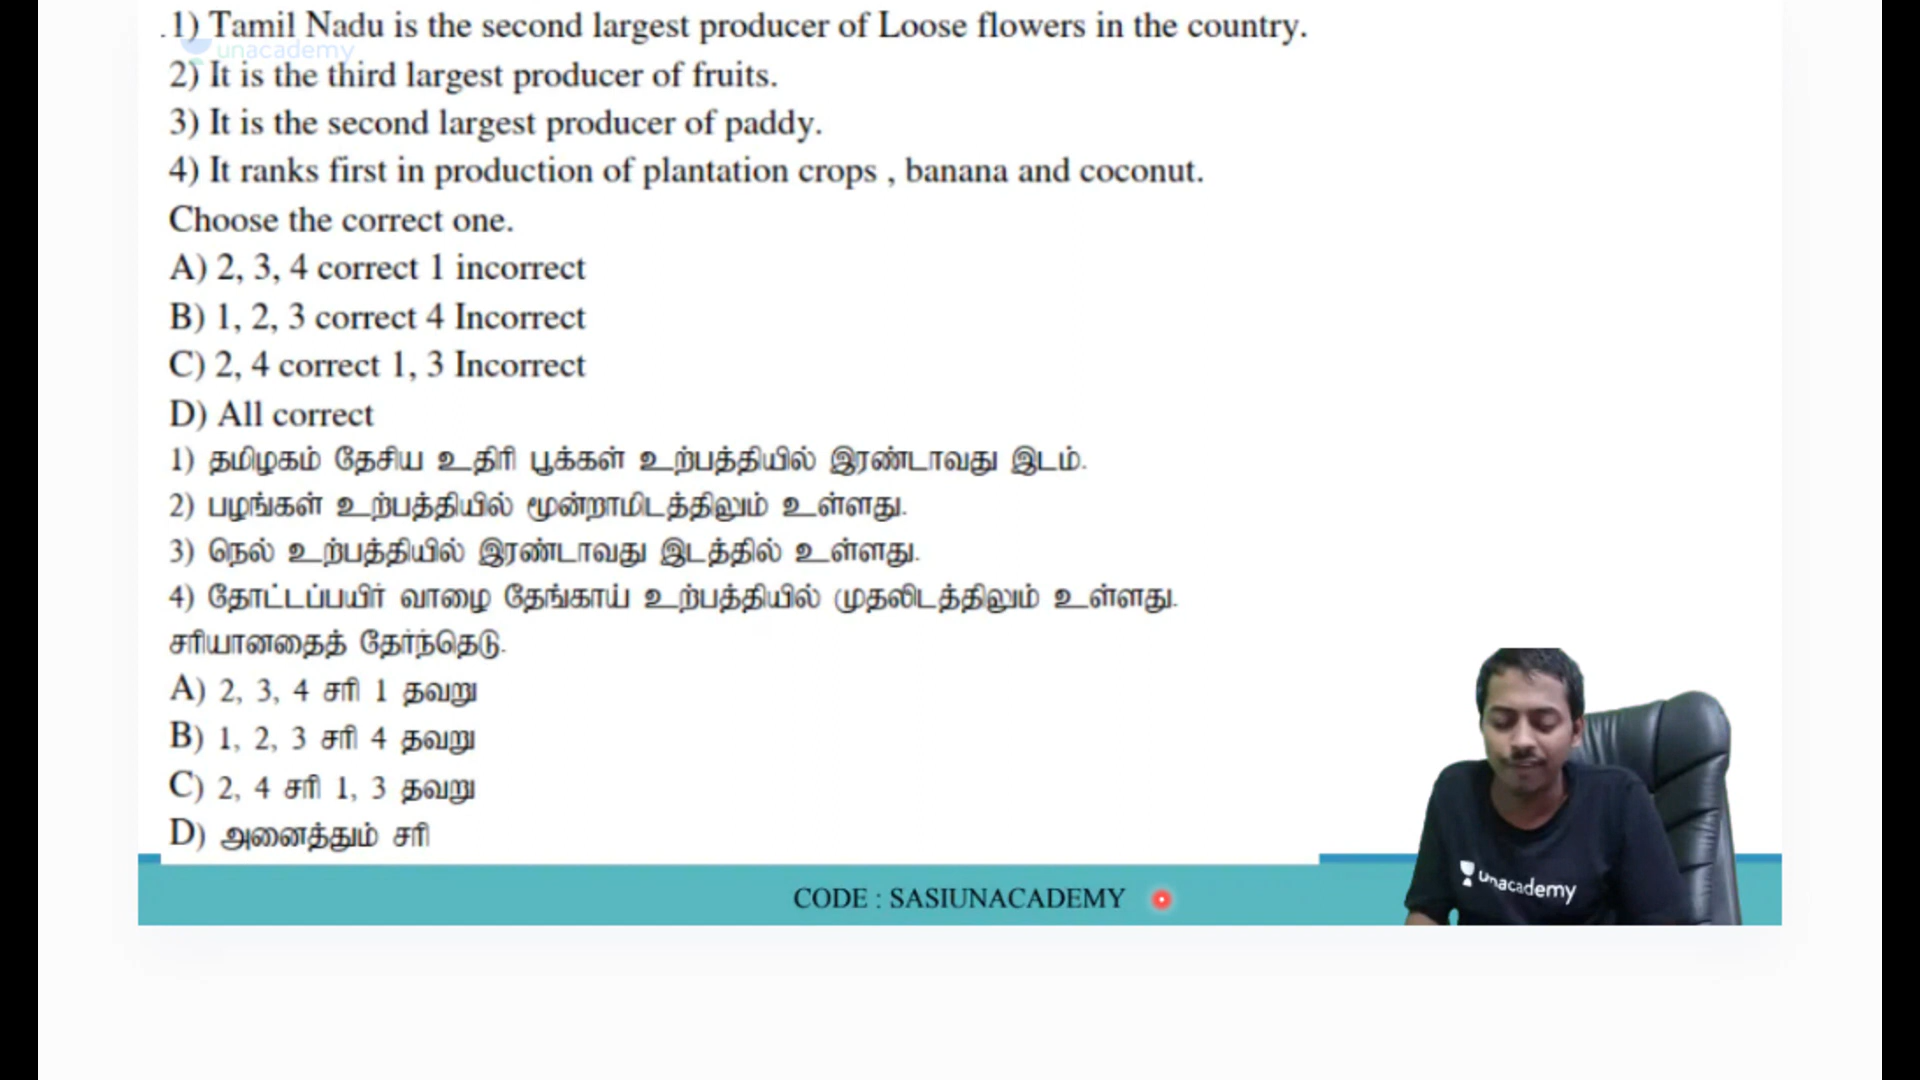 .1) Tamil Nadu is the second largest producer of Loose flowers in the country.
unacademy
2) It is the third largest producer of fruits.
3) It is the second largest producer of paddy.
4) It ranks first in production of plantation crops , banana and coconut.
Choose the correct one.
A) 2, 3, 4 correct 1 incorrect
B) 1, 2, 3 correct 4 Incorrect
C) 2, 4 correct 1, 3 Incorrect
D) All correct
1) தமிழகம் தேசிய உதிரி பூக்கள் உற்பத்தியில் இரண்டாவது இடம்.
2) பழங்கள் உற்பத்தியில் மூன்றாமிடத்திலும் உள்ளது.
3) நெல் உற்பத்தியில் இரண்டாவது இடத்தில் உள்ளது.
4) தோட்டப்பயிர் வாழை தேங்காய் உற்பத்தியில் முதலிடத்திலும் உள்ளது.
சரியானதைத் தேர்ந்தெடு.
A) 2, 3, 4 சரி 1 தவறு
B) 1, 2, 3 சரி 4 தவறு
C) 2, 4 சரி 1, 3 தவறு
D) அனைத்தும் சரி
CODE : SASIUNACADEMY
unacademy